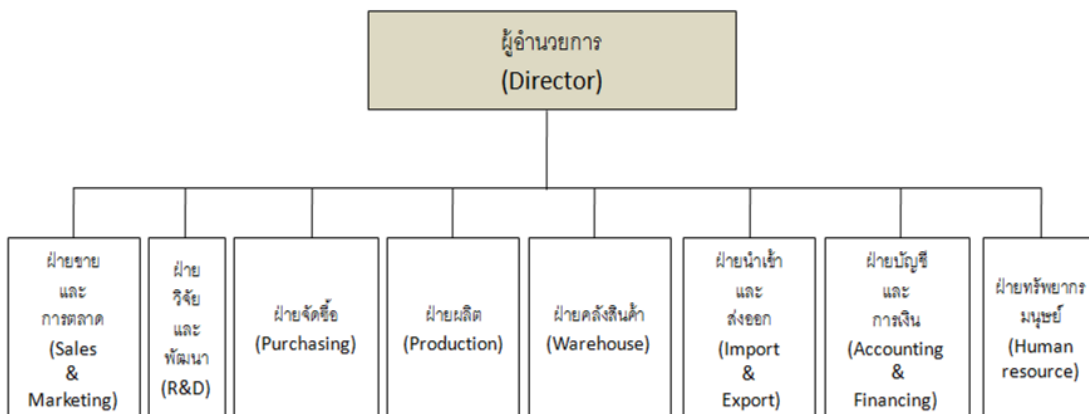 ผู้อำนวยการ
(Director)
ฝ่ายขาย
และ
การตลาด
(Sales
&
Marketing)
ฝ่าย
วิจัย
และ
พัฒนา
(R&D)
ฝ่ายจัดซื้อ
(Purchasing)
ฝ่ายผลิต
(Production)
ฝ่ายคลังสินค้า
(Warehouse)
ฝ่ายนำเข้า
และ
ส่งออก
(Import
&
Export)
ฝ่ายบัญชี
และ
การเงิน
(Accounting
&
Financing)
ฝ่ายทรัพยากร
มนุษย์
(Human
resource)